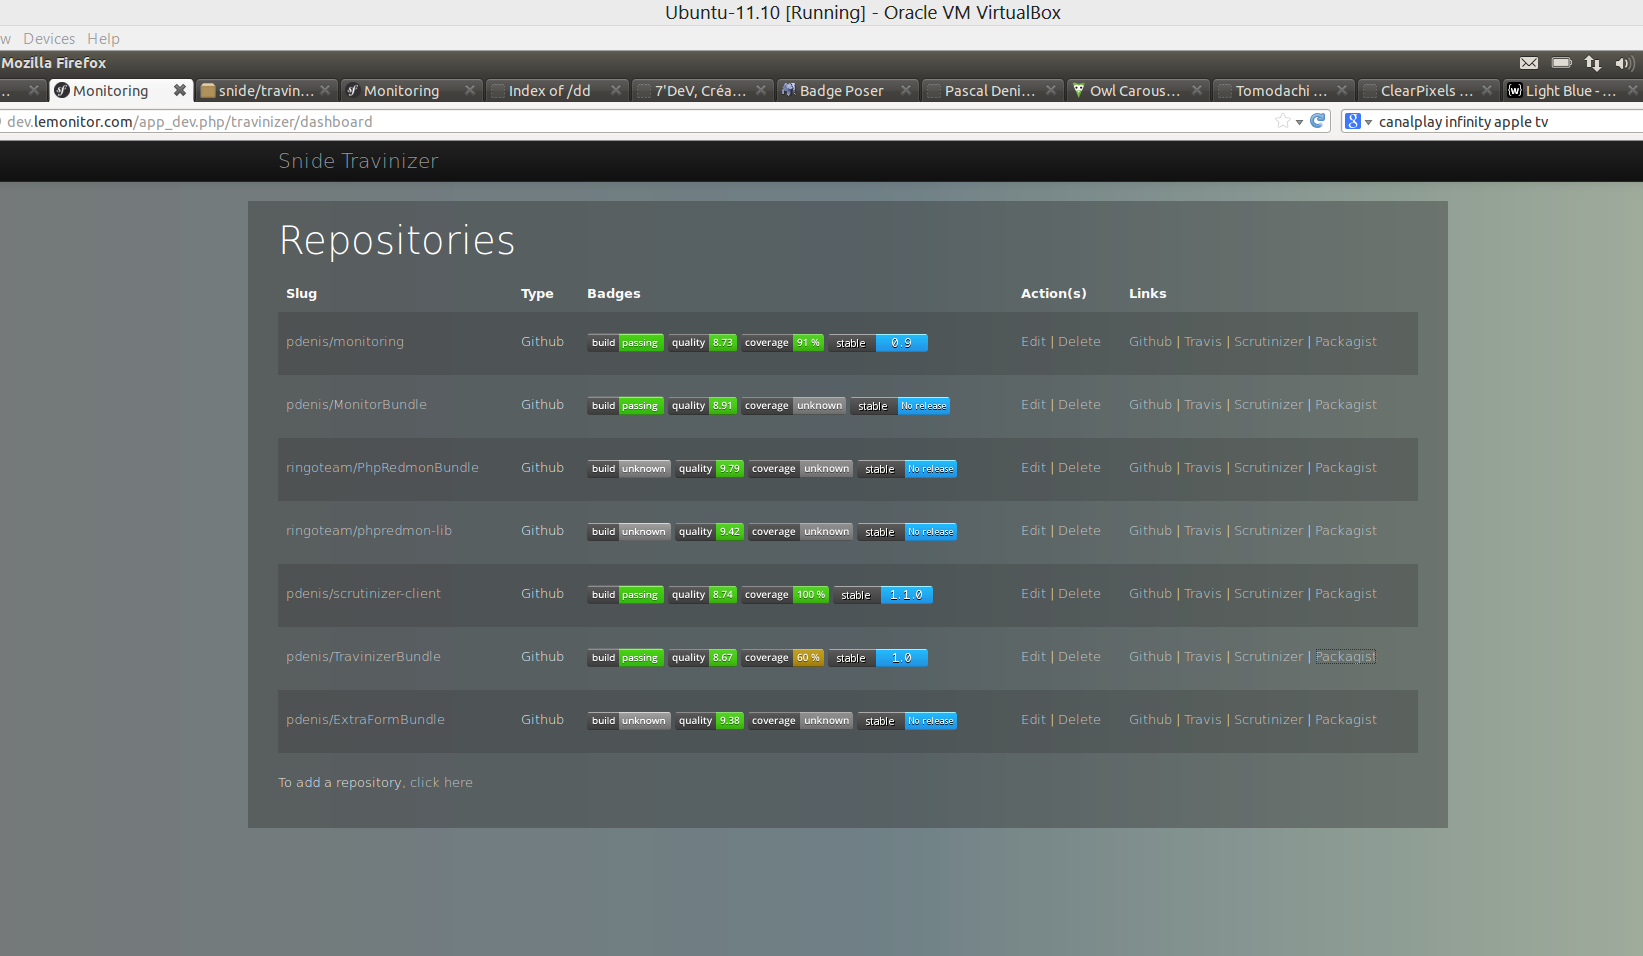 Ubuntu-11.10 [Running] - Oracle VM VirtualBox
w Devices Help
Mozilla Firefox
... Monitoring snide/travin... Monitoring Index of /dd 7'DeV, Créa... Badge Poser Pascal Deni... Owl Carous... Tomodachi ... ClearPixels ... Light Blue - ...
dev.lemonitor.com/app_dev.php/travinizer/dashboard canalplay infinity apple tv
Snide Travinizer
Repositories
Slug Type Badges Action(s) Links
pdenis/monitoring Github build passing quality 8.73 coverage 91 % stable 0.9 Edit | Delete Github | Travis | Scrutinizer | Packagist
pdenis/MonitorBundle Github build passing quality 8.91 coverage unknown stable No release Edit | Delete Github | Travis | Scrutinizer | Packagist
ringoteam/PhpRedmonBundle Github build unknown quality 9.79 coverage unknown stable No release Edit | Delete Github | Travis | Scrutinizer | Packagist
ringoteam/phpredmon-lib Github build unknown quality 9.42 coverage unknown stable No release Edit | Delete Github | Travis | Scrutinizer | Packagist
pdenis/scrutinizer-client Github build passing quality 8.74 coverage 100 % stable 1.1.0 Edit | Delete Github | Travis | Scrutinizer | Packagist
pdenis/TravinizerBundle Github build passing quality 8.67 coverage 60 % stable 1.0 Edit | Delete Github | Travis | Scrutinizer | Packagist
pdenis/ExtraFormBundle Github build unknown quality 9.38 coverage unknown stable No release Edit | Delete Github | Travis | Scrutinizer | Packagist
To add a repository, click here